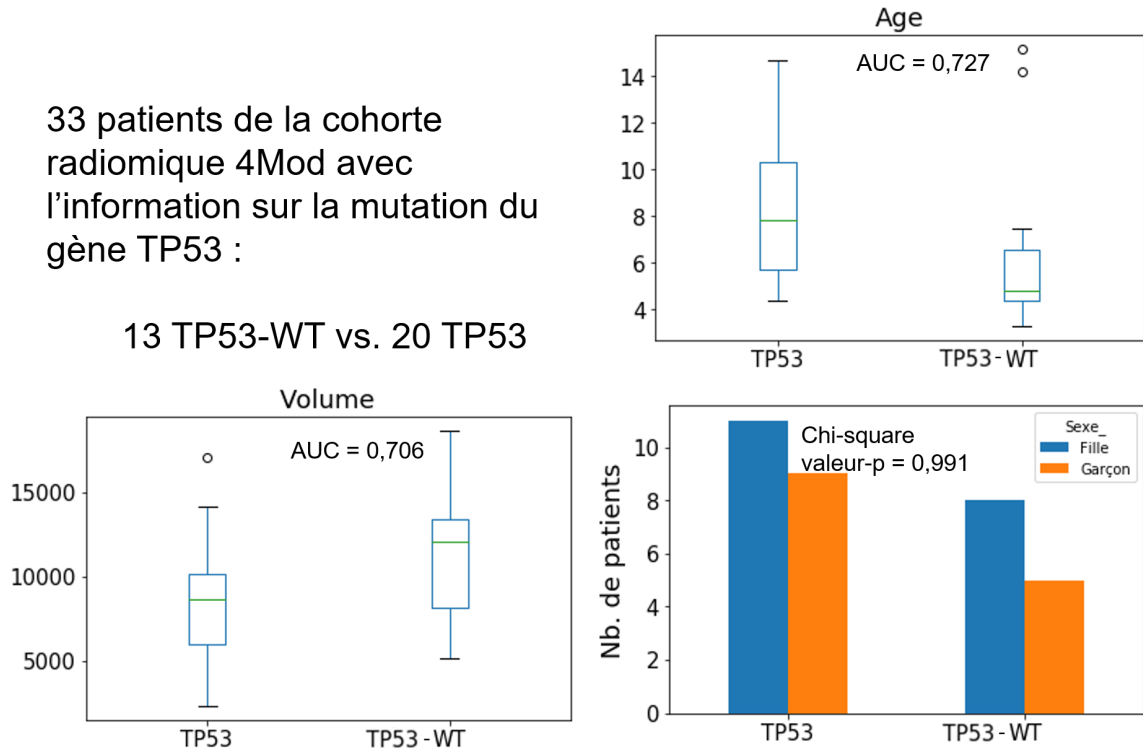 33 patients de la cohorte
radiomique 4Mod avec
l’information sur la mutation du
gène TP53 :
13 TP53-WT vs. 20 TP53
Age
AUC = 0,727
14
12
10
8
6
4
TP53
TP53-WT
Volume
AUC = 0,706
15000
10000
5000
TP53
TP53-WT
Chi-square
valeur-p = 0,991
Sexe_
Fille
Garçon
Nb. de patients
10
8
6
4
2
0
TP53
TP53-WT